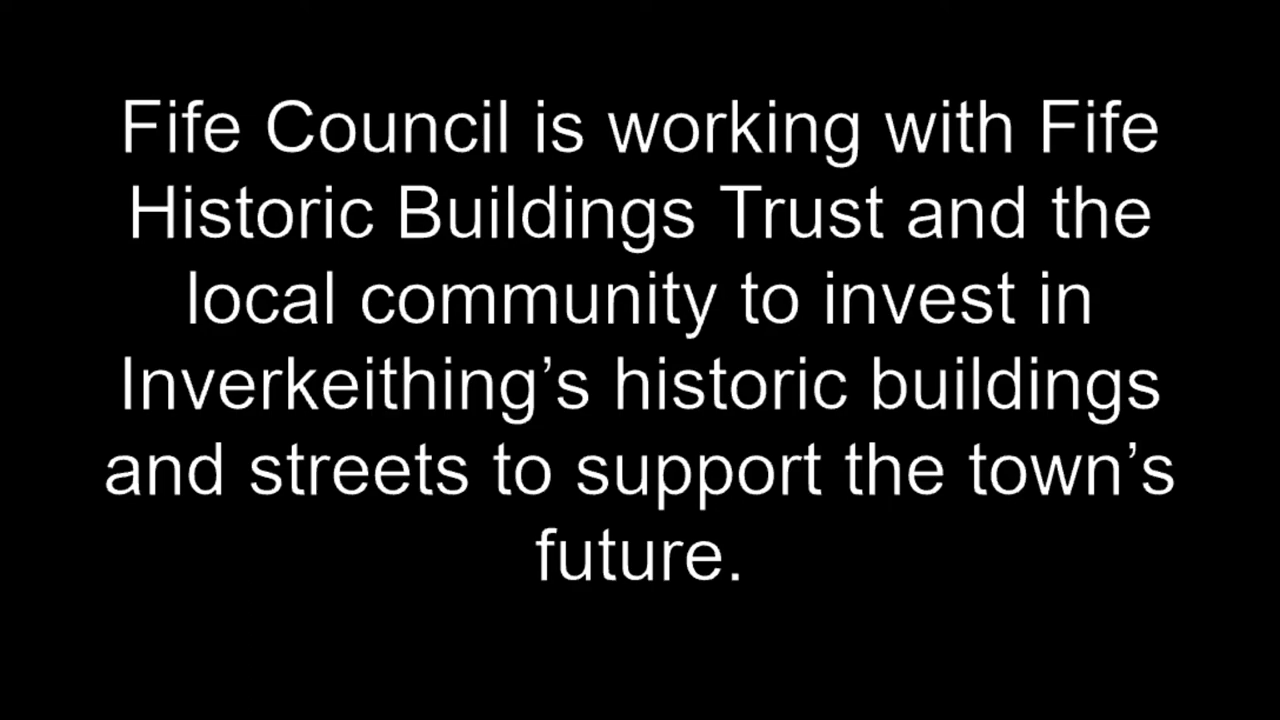 Fife Council is working with Fife
Historic Buildings Trust and the
local community to invest in
Inverkeithing’s historic buildings
and streets to support the town’s
future.